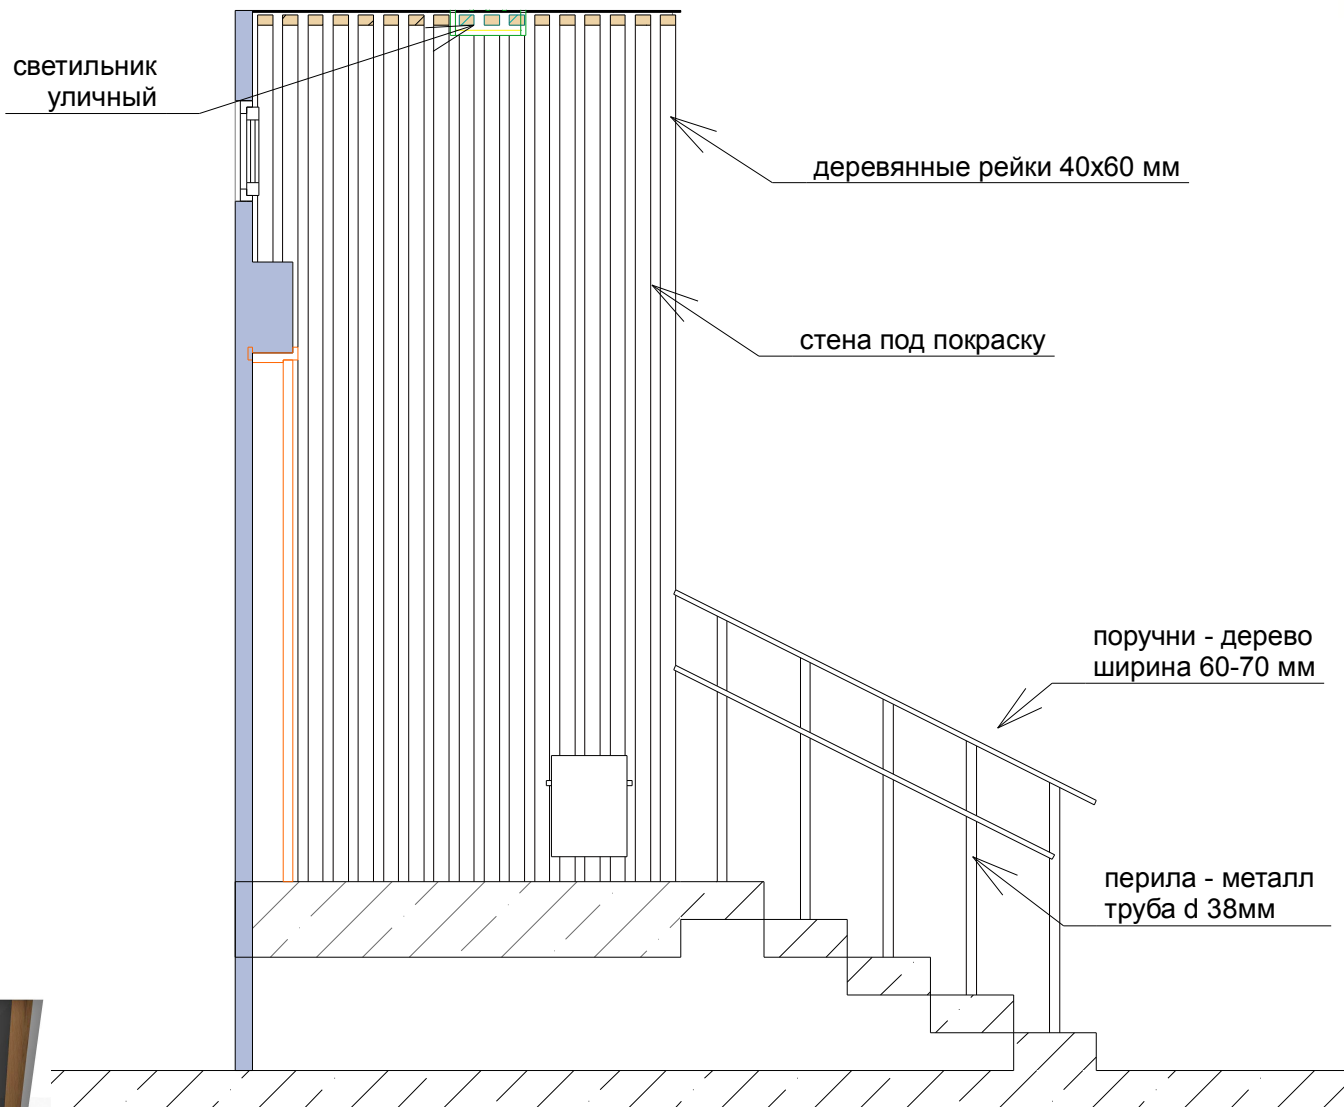 светильник
уличный
деревянные рейки 40х60 мм
стена под покраску
поручни - дерево
ширина 60-70 мм
перила - металл
труба d 38мм